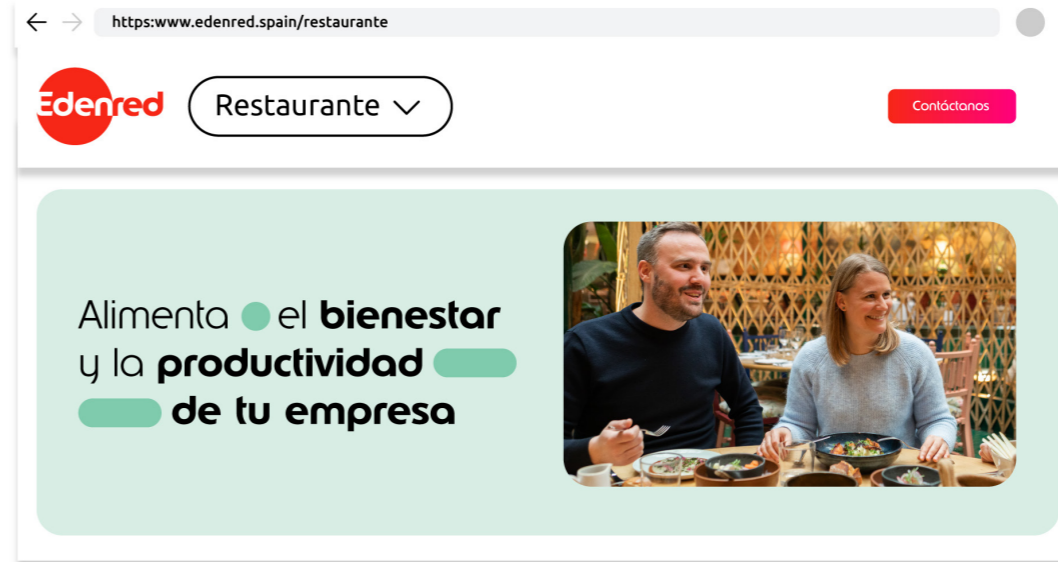 https:www.edenred.spain/restaurante
Edenred
Restaurante
Contáctanos
Alimenta el bienestar
y la productividad
de tu empresa